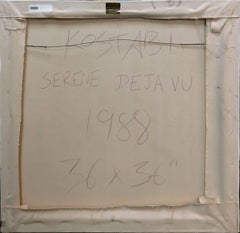 KOSTABI
SERENE DEJA VU
1988
36 x 36"